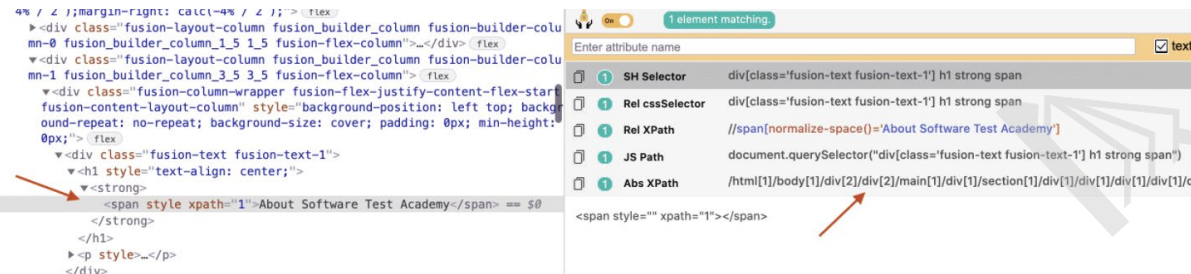 4% / 2 );margin-right: calc(-4% / 2 );"> flex
<div class="fusion-layout-column fusion_builder_column fusion-builder-colu
mn-0 fusion_builder_column_1_5 1_5 fusion-flex-column">…</div> flex
<div class="fusion-layout-column fusion_builder_column fusion-builder-colu
mn-1 fusion_builder_column_3_5 3_5 fusion-flex-column"> flex
<div class="fusion-column-wrapper fusion-flex-justify-content-flex-start
fusion-content-layout-column" style="background-position: left top; backgr
ound-repeat: no-repeat; background-size: cover; padding: 0px; min-height:
0px;"> flex
<div class="fusion-text fusion-text-1">
<h1 style="text-align: center;">
<strong>
<span style xpath="1">About Software Test Academy</span> == $0
</strong>
</h1>
<p style>…</p>
</div>
On
1 element matching.
Enter attribute name
text
1 SH Selector div[class='fusion-text fusion-text-1'] h1 strong span
1 Rel cssSelector div[class='fusion-text fusion-text-1'] h1 strong span
1 Rel XPath //span[normalize-space()='About Software Test Academy']
1 JS Path document.querySelector("div[class='fusion-text fusion-text-1'] h1 strong span")
1 Abs XPath /html[1]/body[1]/div[2]/div[2]/main[1]/div[1]/section[1]/div[1]/div[1]/div[1]/div[1]/d
<span style="" xpath="1"></span>